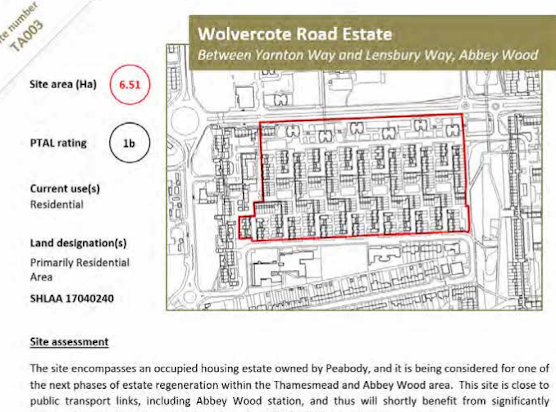 te number
TA003
Wolvercote Road Estate
Between Yarnton Way and Lensbury Way, Abbey Wood
Site area (Ha)
6.51
PTAL rating
1b
Current use(s)
Residential
Land designation(s)
Primarily Residential
Area
SHLAA 17040240
Site assessment
The site encompasses an occupied housing estate owned by Peabody, and it is being considered for one of
the next phases of estate regeneration within the Thamesmead and Abbey Wood area. This site is close to
public transport links, including Abbey Wood station, and thus will shortly benefit from significantly